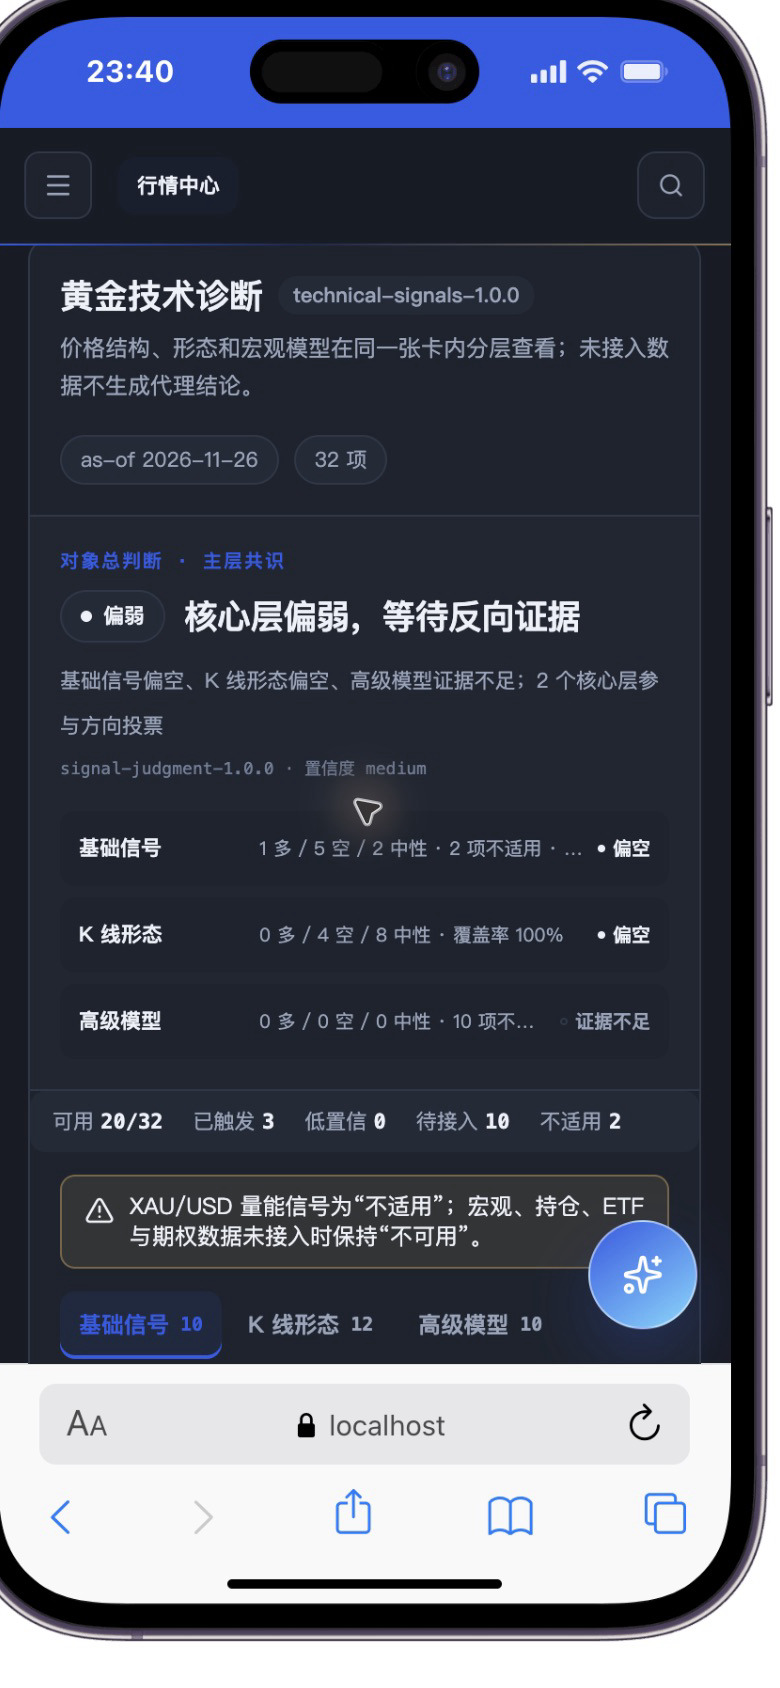 23:40
行情中心
黄金技术诊断 technical-signals-1.0.0
价格结构、形态和宏观模型在同一张卡内分层查看；未接入数
据不生成代理结论。
as-of 2026-11-26 32 项
对象总判断 · 主层共识
• 偏弱 核心层偏弱，等待反向证据
基础信号偏空、K 线形态偏空、高级模型证据不足；2 个核心层参
与方向投票
signal-judgment-1.0.0 · 置信度 medium
基础信号 1 多 / 5 空 / 2 中性 · 2 项不适用 · ... • 偏空
K 线形态 0 多 / 4 空 / 8 中性 · 覆盖率 100% • 偏空
高级模型 0 多 / 0 空 / 0 中性 · 10 项不... ○ 证据不足
可用 20/32 已触发 3 低置信 0 待接入 10 不适用 2
XAU/USD 量能信号为“不适用”；宏观、持仓、ETF
与期权数据未接入时保持“不可用”。
基础信号 10 K 线形态 12 高级模型 10
AA localhost